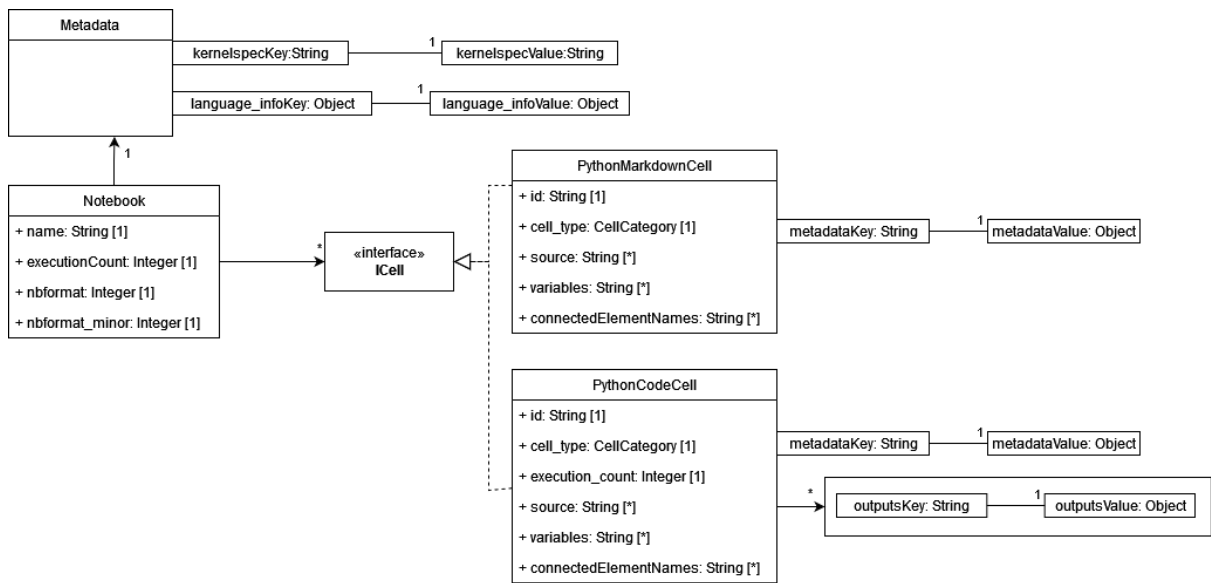 Metadata
kernelspecKey:String
1
kernelspecValue:String
language_infoKey: Object
1
language_infoValue: Object
1
Notebook
+ name: String [1]
+ executionCount: Integer [1]
+ nbformat: Integer [1]
+ nbformat_minor: Integer [1]
*
«interface»
ICell
PythonMarkdownCell
+ id: String [1]
+ cell_type: CellCategory [1]
+ source: String [*]
+ variables: String [*]
+ connectedElementNames: String [*]
metadataKey: String
1
metadataValue: Object
PythonCodeCell
+ id: String [1]
+ cell_type: CellCategory [1]
+ execution_count: Integer [1]
+ source: String [*]
+ variables: String [*]
+ connectedElementNames: String [*]
metadataKey: String
1
metadataValue: Object
*
outputsKey: String
1
outputsValue: Object